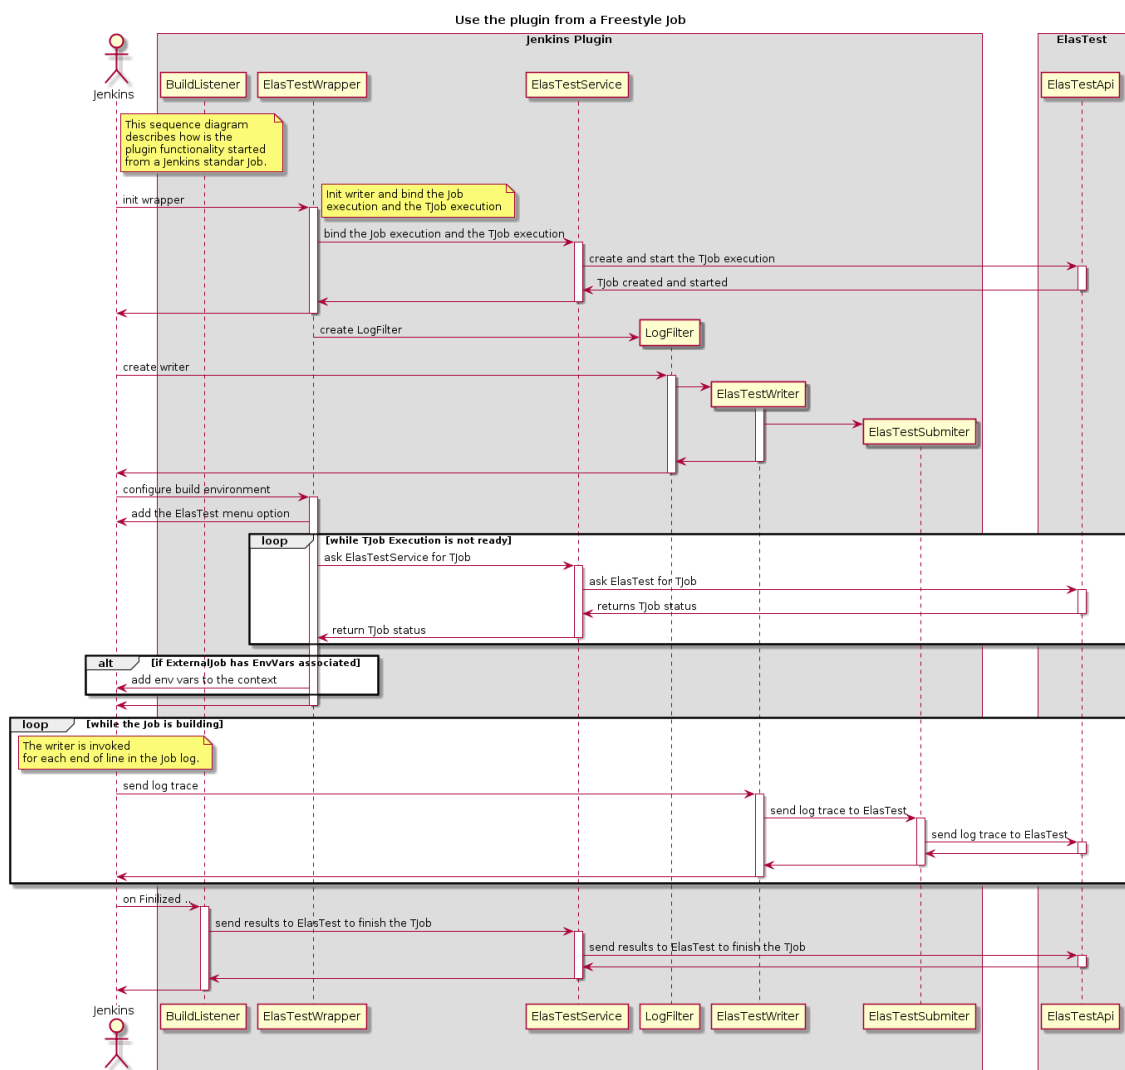 Use the plugin from a Freestyle Job
Jenkins Plugin
ElasTest
Jenkins
BuildListener
ElasTestWrapper
ElasTestService
ElasTestApi
This sequence diagram
describes how is the
plugin functionality started
from a Jenkins standar Job.
Init writer and bind the Job
execution and the TJob execution
init wrapper
bind the Job execution and the TJob execution
create and start the TJob execution
TJob created and started
create LogFilter
LogFilter
create writer
ElasTestWriter
ElasTestSubmiter
configure build environment
add the ElasTest menu option
loop
[while TJob Execution is not ready]
ask ElasTestService for TJob
ask ElasTest for TJob
returns TJob status
return TJob status
alt
[if ExternalJob has EnvVars associated]
add env vars to the context
loop
[while the Job is building]
The writer is invoked
for each end of line in the Job log.
send log trace
send log trace to ElasTest
send log trace to ElasTest
on Finilized ..
send results to ElasTest to finish the TJob
send results to ElasTest to finish the TJob
Jenkins
BuildListener
ElasTestWrapper
ElasTestService
LogFilter
ElasTestWriter
ElasTestSubmiter
ElasTestApi